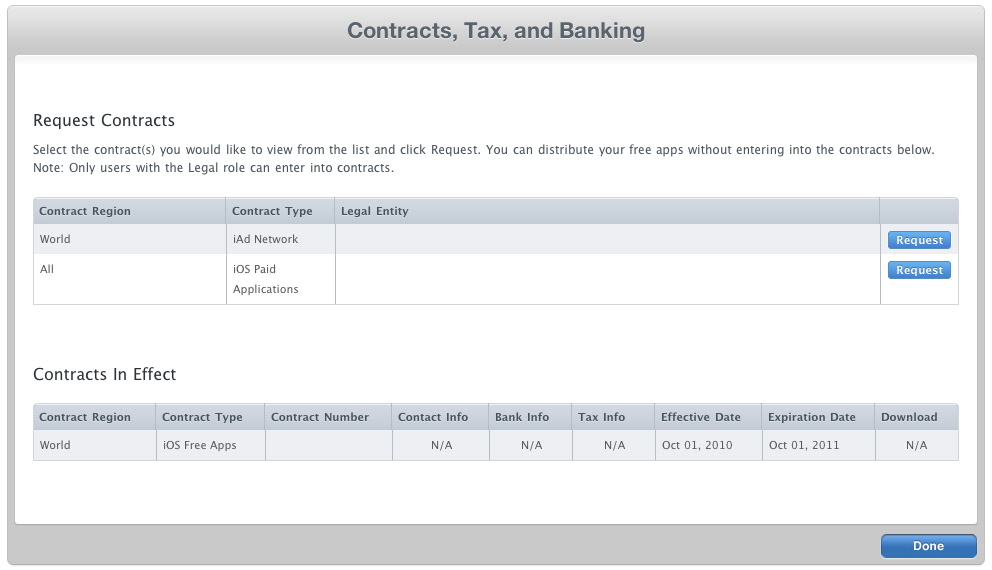 Contracts, Tax, and Banking
Request Contracts
Select the contract(s) you would like to view from the list and click Request. You can distribute your free apps without entering into the contracts below.
Note: Only users with the Legal role can enter into contracts.
Contract Region Contract Type Legal Entity
World iAd Network Request
All iOS Paid Request
Applications
Contracts In Effect
Contract Region Contract Type Contract Number Contact Info Bank Info Tax Info Effective Date Expiration Date Download
World iOS Free Apps N/A N/A N/A Oct 01, 2010 Oct 01, 2011 N/A
Done